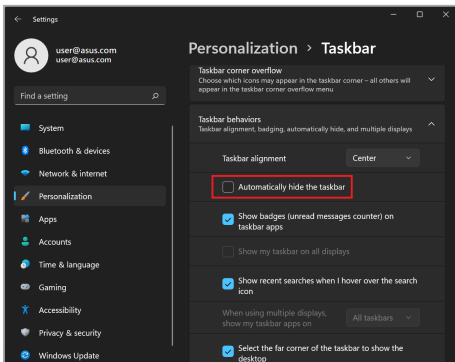 Settings
user@asus.com
user@asus.com
Find a setting
System
Bluetooth & devices
Network & internet
Personalization
Apps
Accounts
Time & language
Gaming
Accessibility
Privacy & security
Windows Update
Personalization > Taskbar
Taskbar corner overflow
Choose which icons may appear in the taskbar corner – all others will
appear in the taskbar corner overflow menu
Taskbar behaviors
Taskbar alignment, badging, automatically hide, and multiple displays
Taskbar alignment
Center
Automatically hide the taskbar
Show badges (unread messages counter) on
taskbar apps
Show my taskbar on all displays
Show recent searches when I hover over the search
icon
When using multiple displays,
show my taskbar apps on
All taskbars
Select the far corner of the taskbar to show the
desktop